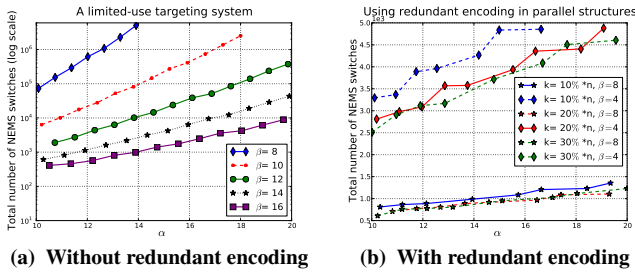 A limited-use targeting system
Total number of NEMS switches (log scale)
10^6
10^5
10^4
10^3
10^2
10^1
10 12 14 16 18 20
α
β= 8
β= 10
β= 12
β= 14
β= 16
(a) Without redundant encoding
Using redundant encoding in parallel structures
1e3
Total number of NEMS switches
5.0
4.5
4.0
3.5
3.0
2.5
2.0
1.5
1.0
0.5
10 12 14 16 18 20
α
k= 10% *n, β=8
k= 10% *n, β=4
k= 20% *n, β=8
k= 20% *n, β=4
k= 30% *n, β=8
k= 30% *n, β=4
(b) With redundant encoding